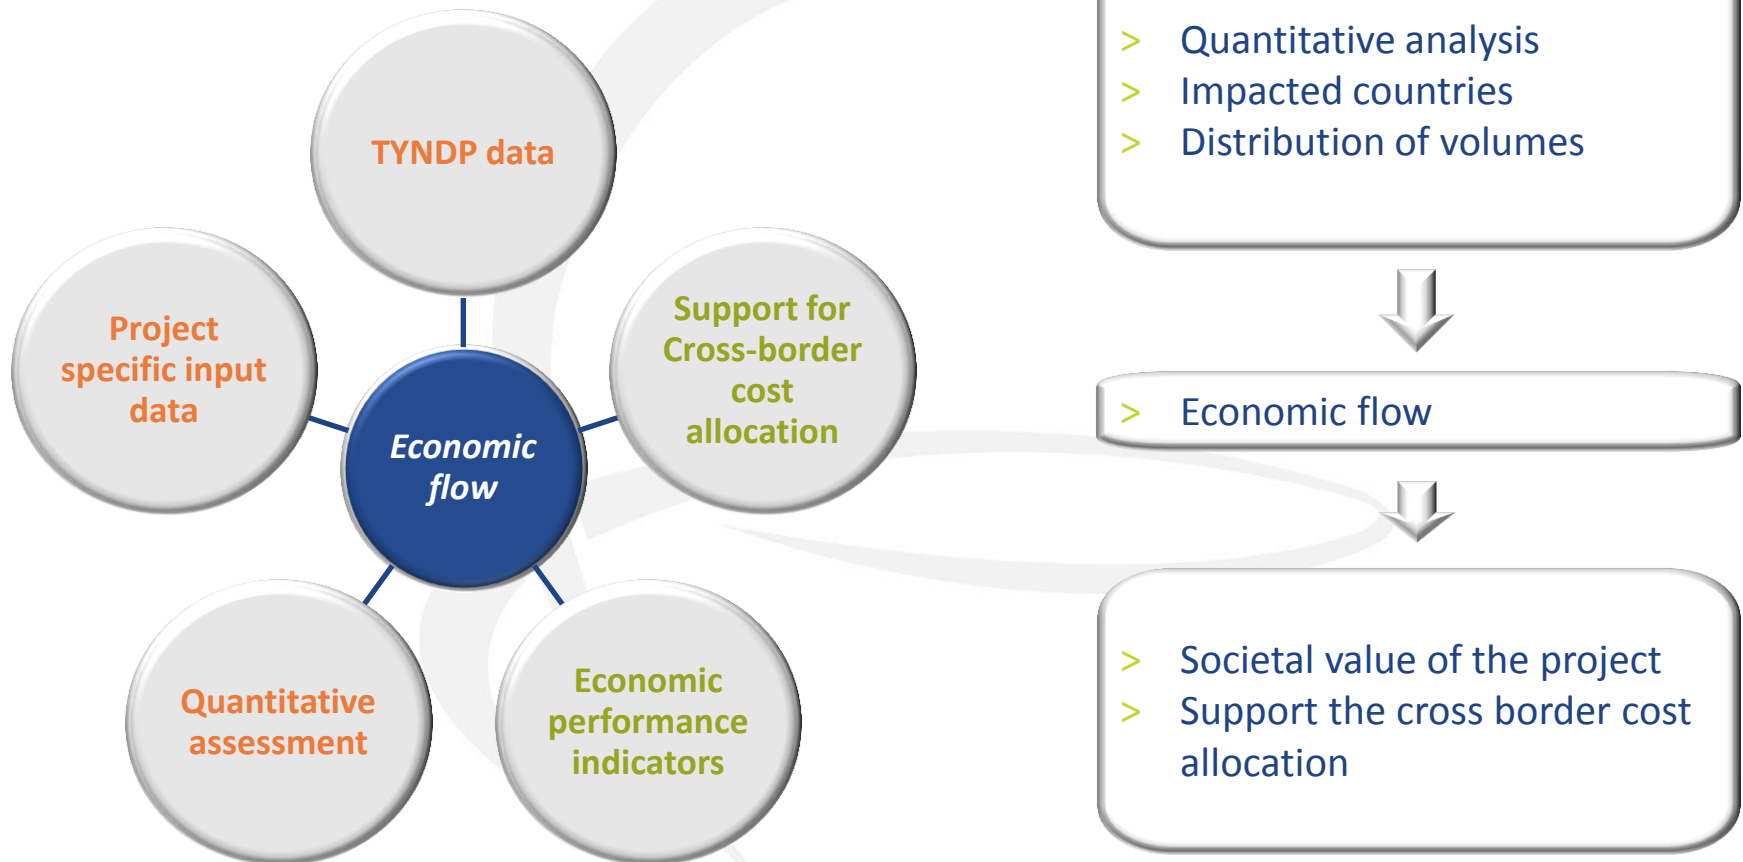 TYNDP data
Project
specific input
data
Support for
Cross-border
cost
allocation
Economic
flow
Quantitative
assessment
Economic
performance
indicators
> Quantitative analysis
> Impacted countries
> Distribution of volumes
> Economic flow
> Societal value of the project
> Support the cross border cost
allocation